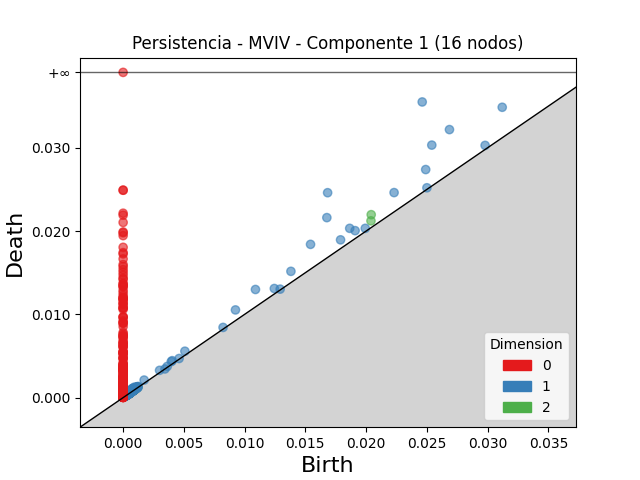 Persistencia - MVIV - Componente 1 (16 nodos)
+∞
0.030
0.020
0.010
0.000
Death
0.000 0.005 0.010 0.015 0.020 0.025 0.030 0.035
Birth
Dimension
0
1
2